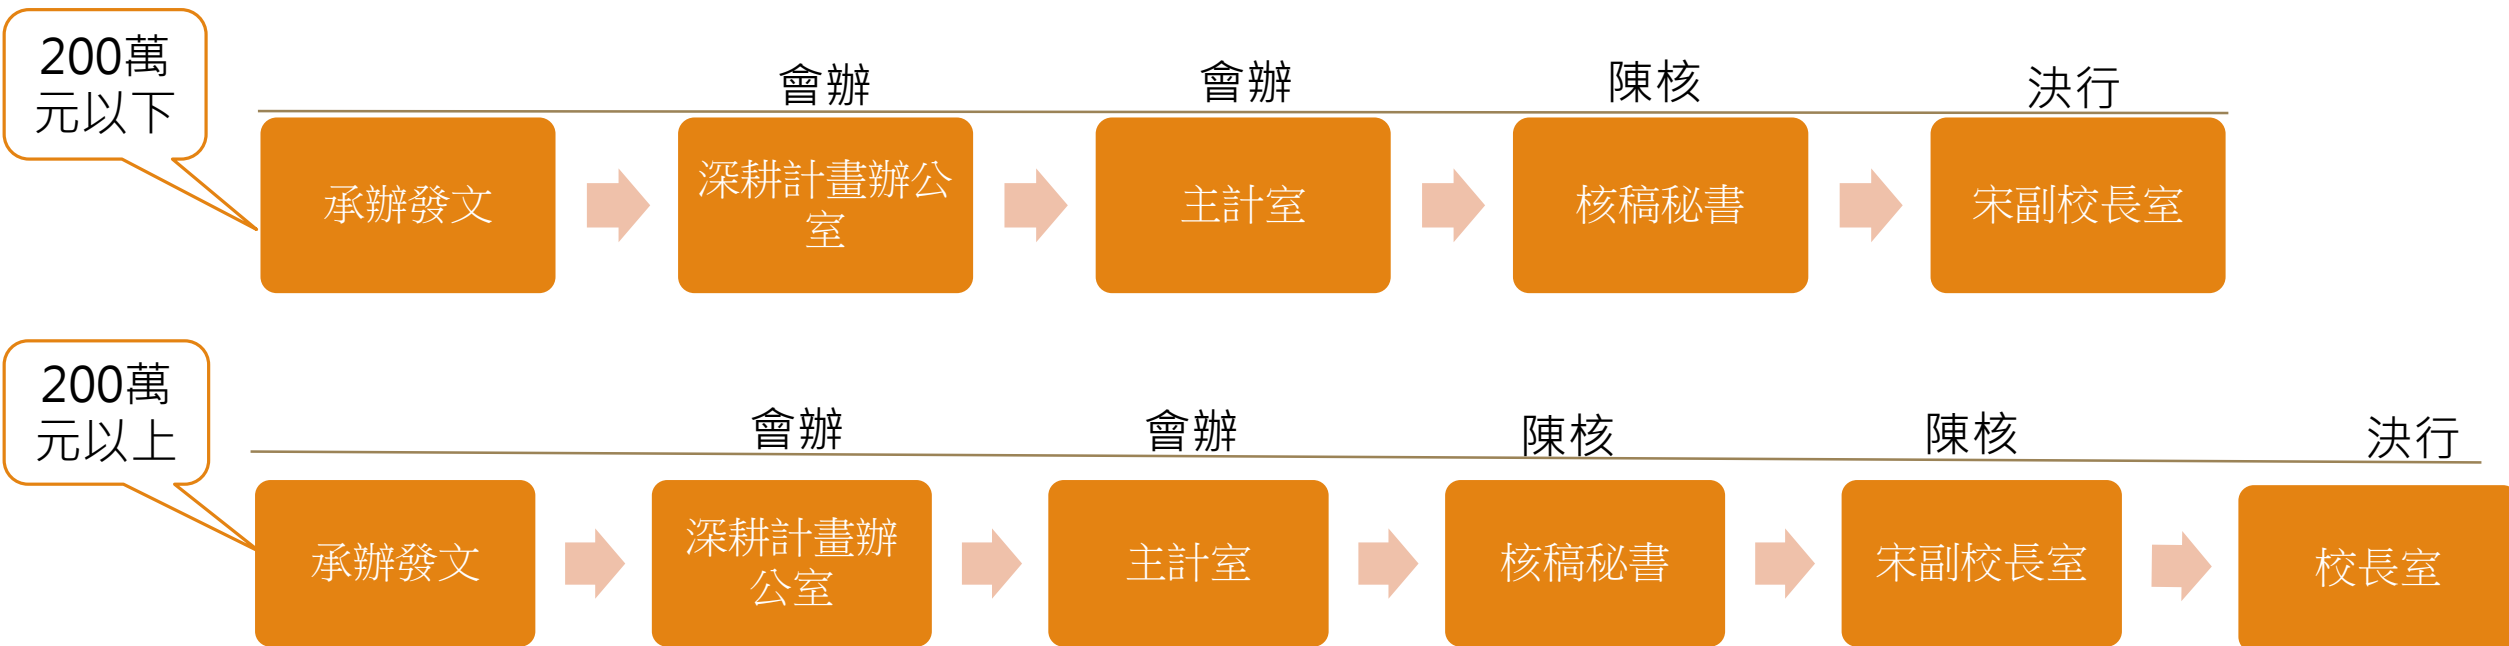 200萬
元以下
會辦
會辦
陳核
決行
承辦發文
深耕計畫辦公
室
主計室
核稿秘書
宋副校長室
200萬
元以上
會辦
會辦
陳核
陳核
決行
承辦發文
深耕計畫辦
公室
主計室
核稿秘書
宋副校長室
校長室